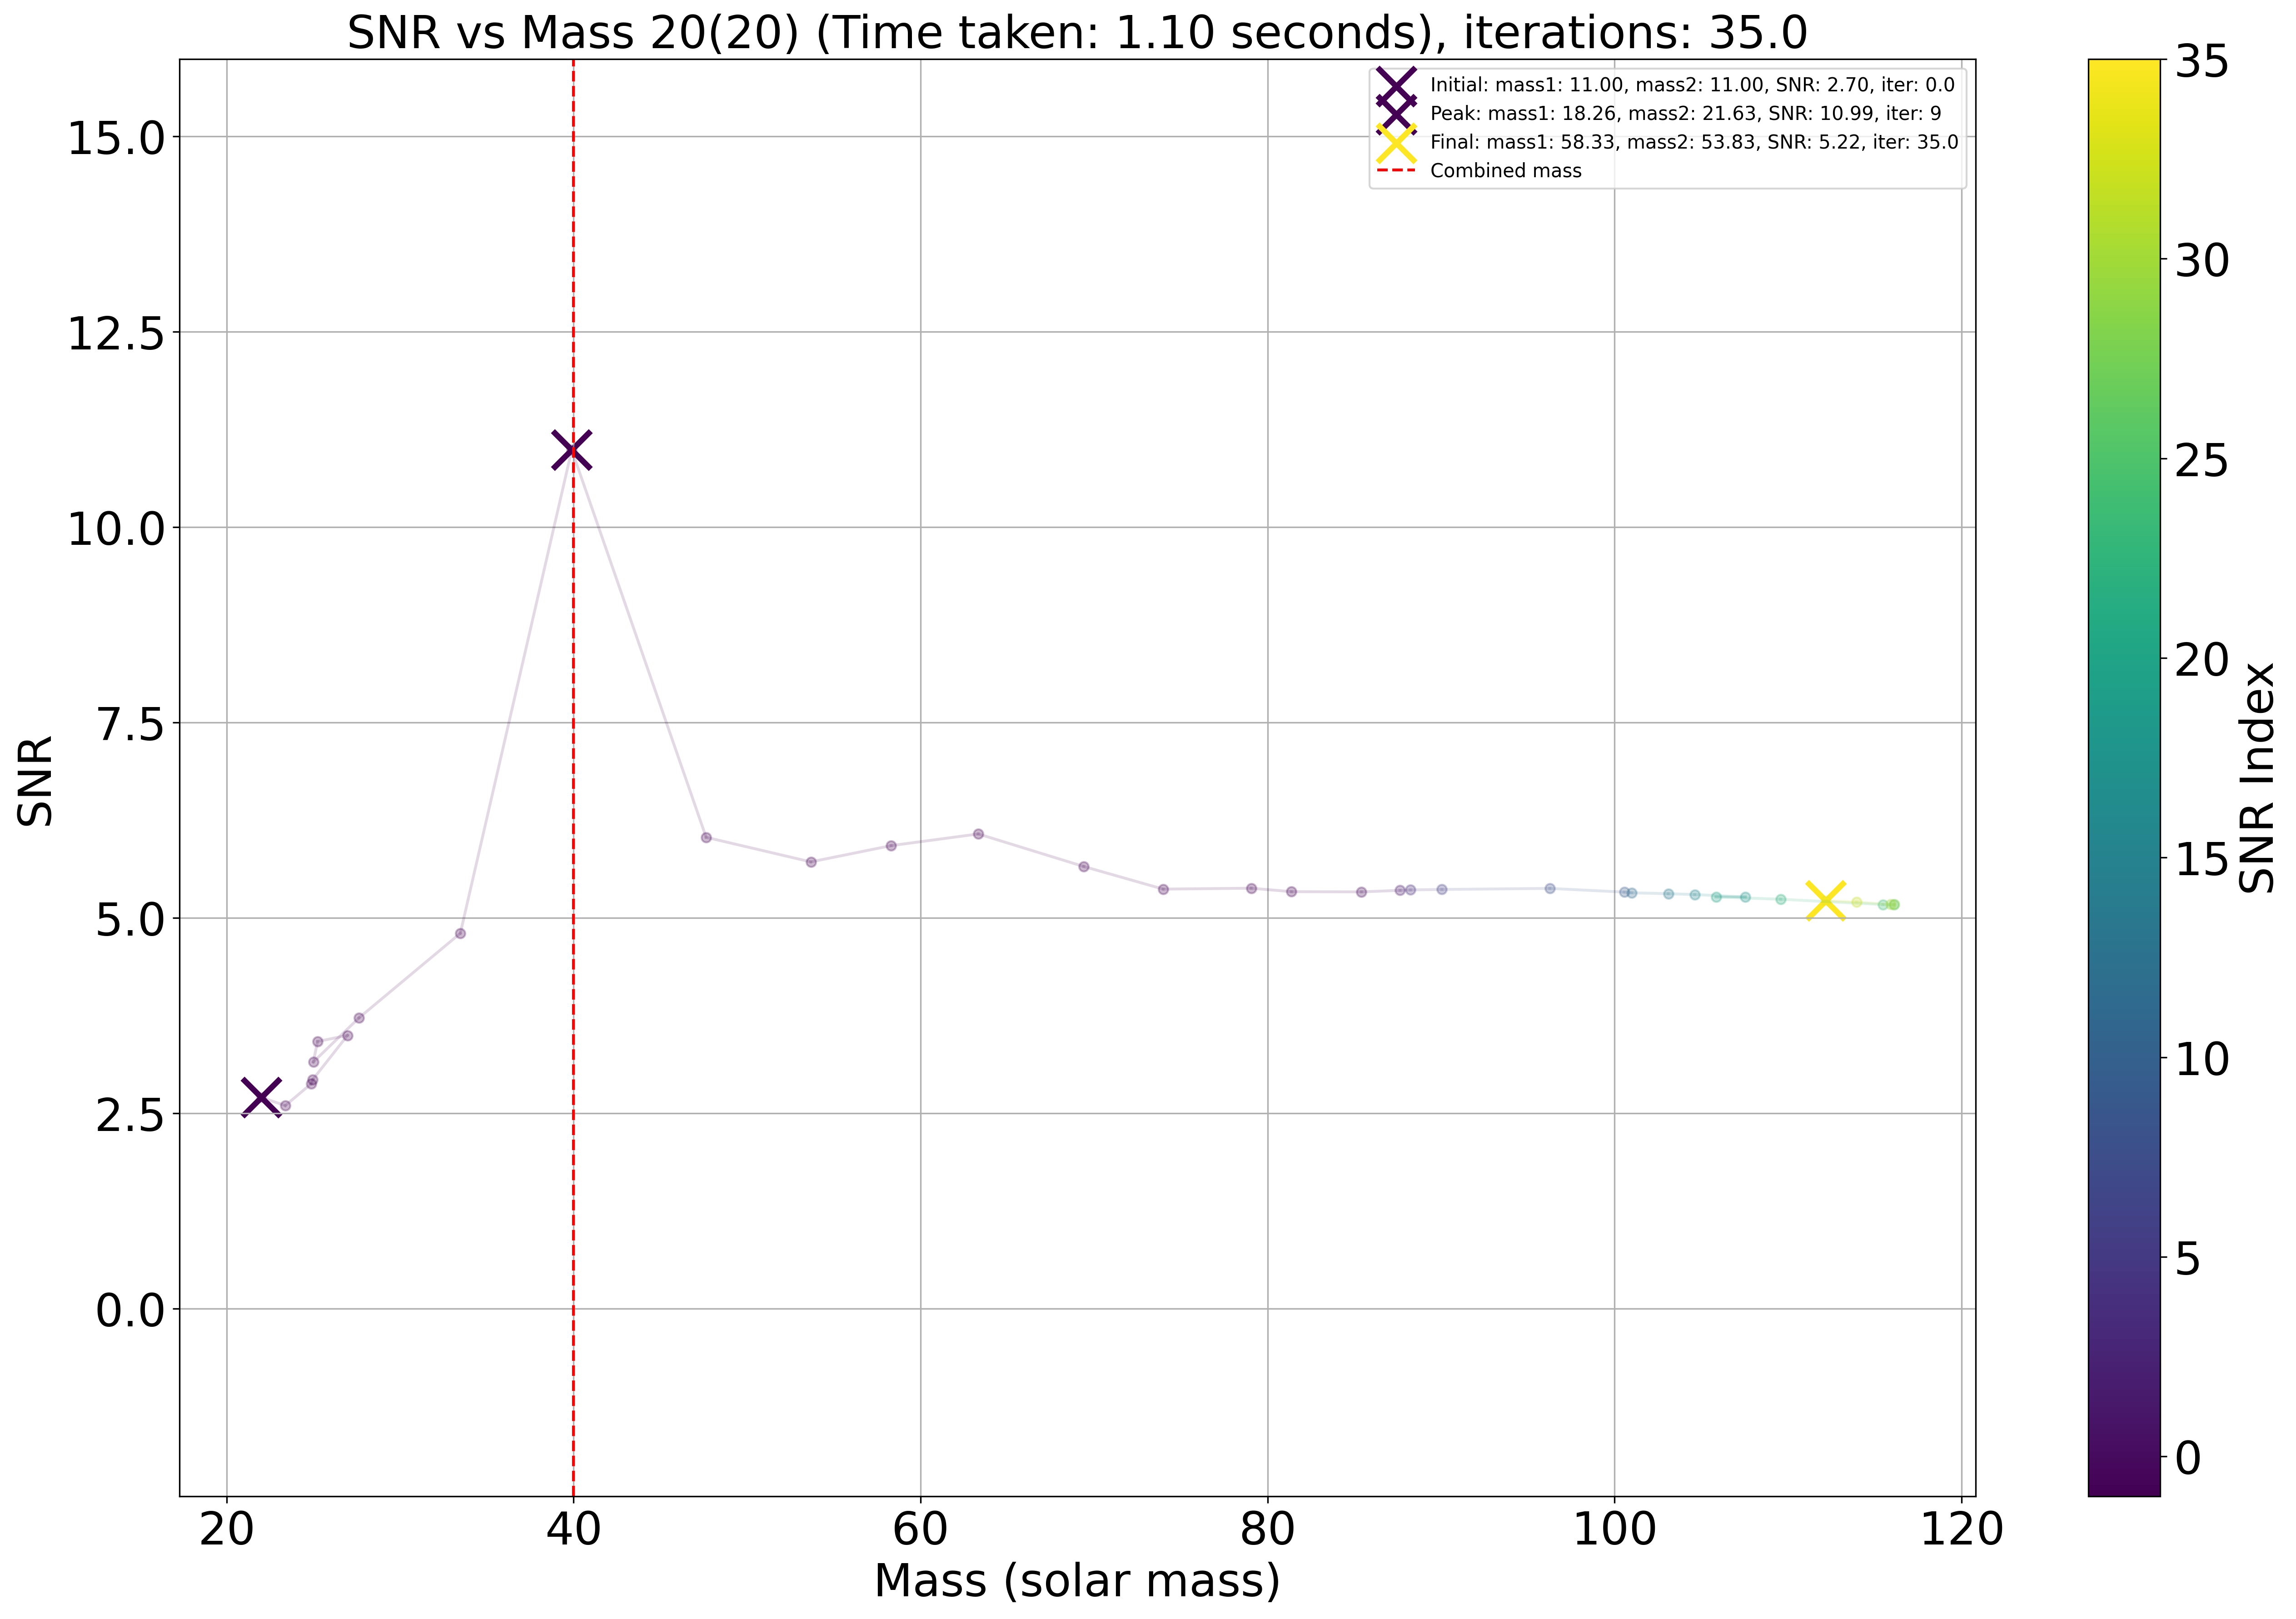 SNR vs Mass 20(20) (Time taken: 1.10 seconds), iterations: 35.0
Initial: mass1: 11.00, mass2: 11.00, SNR: 2.70, iter: 0.0
Peak: mass1: 18.26, mass2: 21.63, SNR: 10.99, iter: 9
Final: mass1: 58.33, mass2: 53.83, SNR: 5.22, iter: 35.0
Combined mass
SNR
15.0
12.5
10.0
7.5
5.0
2.5
0.0
20
40
60
80
100
120
Mass (solar mass)
35
30
25
20
15
10
5
0
SNR Index